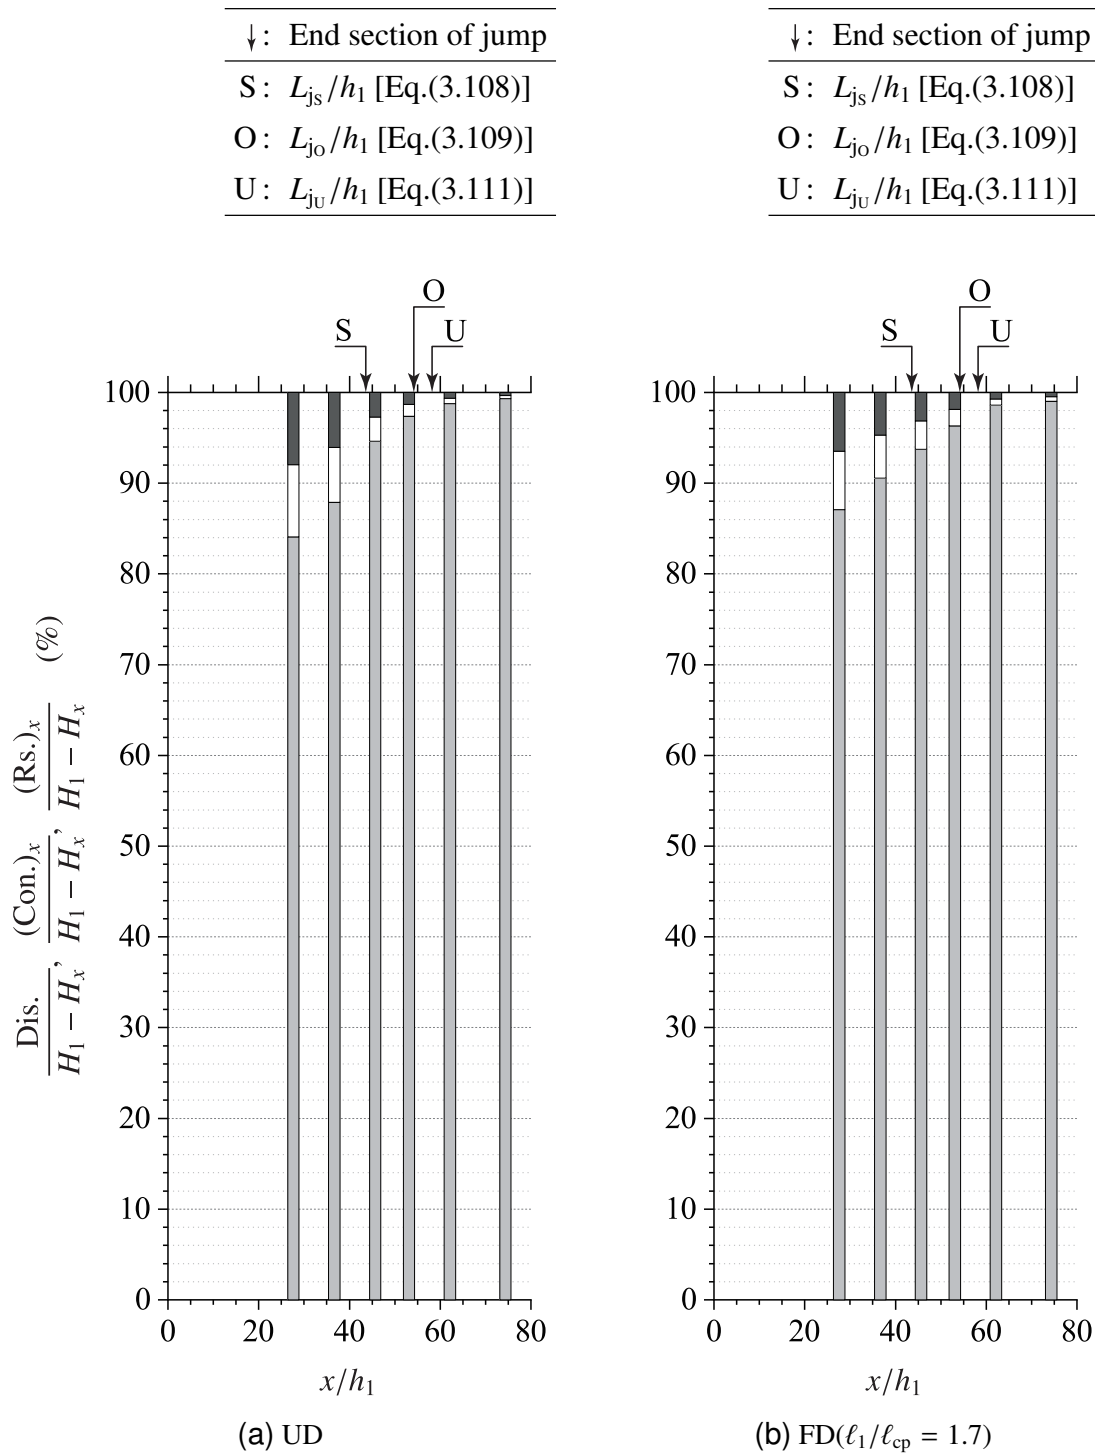 ↓: End section of jump
S: L_js/h_1 [Eq.(3.108)]
O: L_jO/h_1 [Eq.(3.109)]
U: L_jU/h_1 [Eq.(3.111)]
↓: End section of jump
S: L_js/h_1 [Eq.(3.108)]
O: L_jO/h_1 [Eq.(3.109)]
U: L_jU/h_1 [Eq.(3.111)]
Dis./(H_1 − H_x), (Con.)_x/(H_1 − H_x), (Rs.)_x/(H_1 − H_x) (%)
O
S U
100
90
80
70
60
50
40
30
20
10
0
0 20 40 60 80
x/h_1
(a) UD
O
S U
100
90
80
70
60
50
40
30
20
10
0
0 20 40 60 80
x/h_1
(b) FD(ℓ_1/ℓ_cp = 1.7)